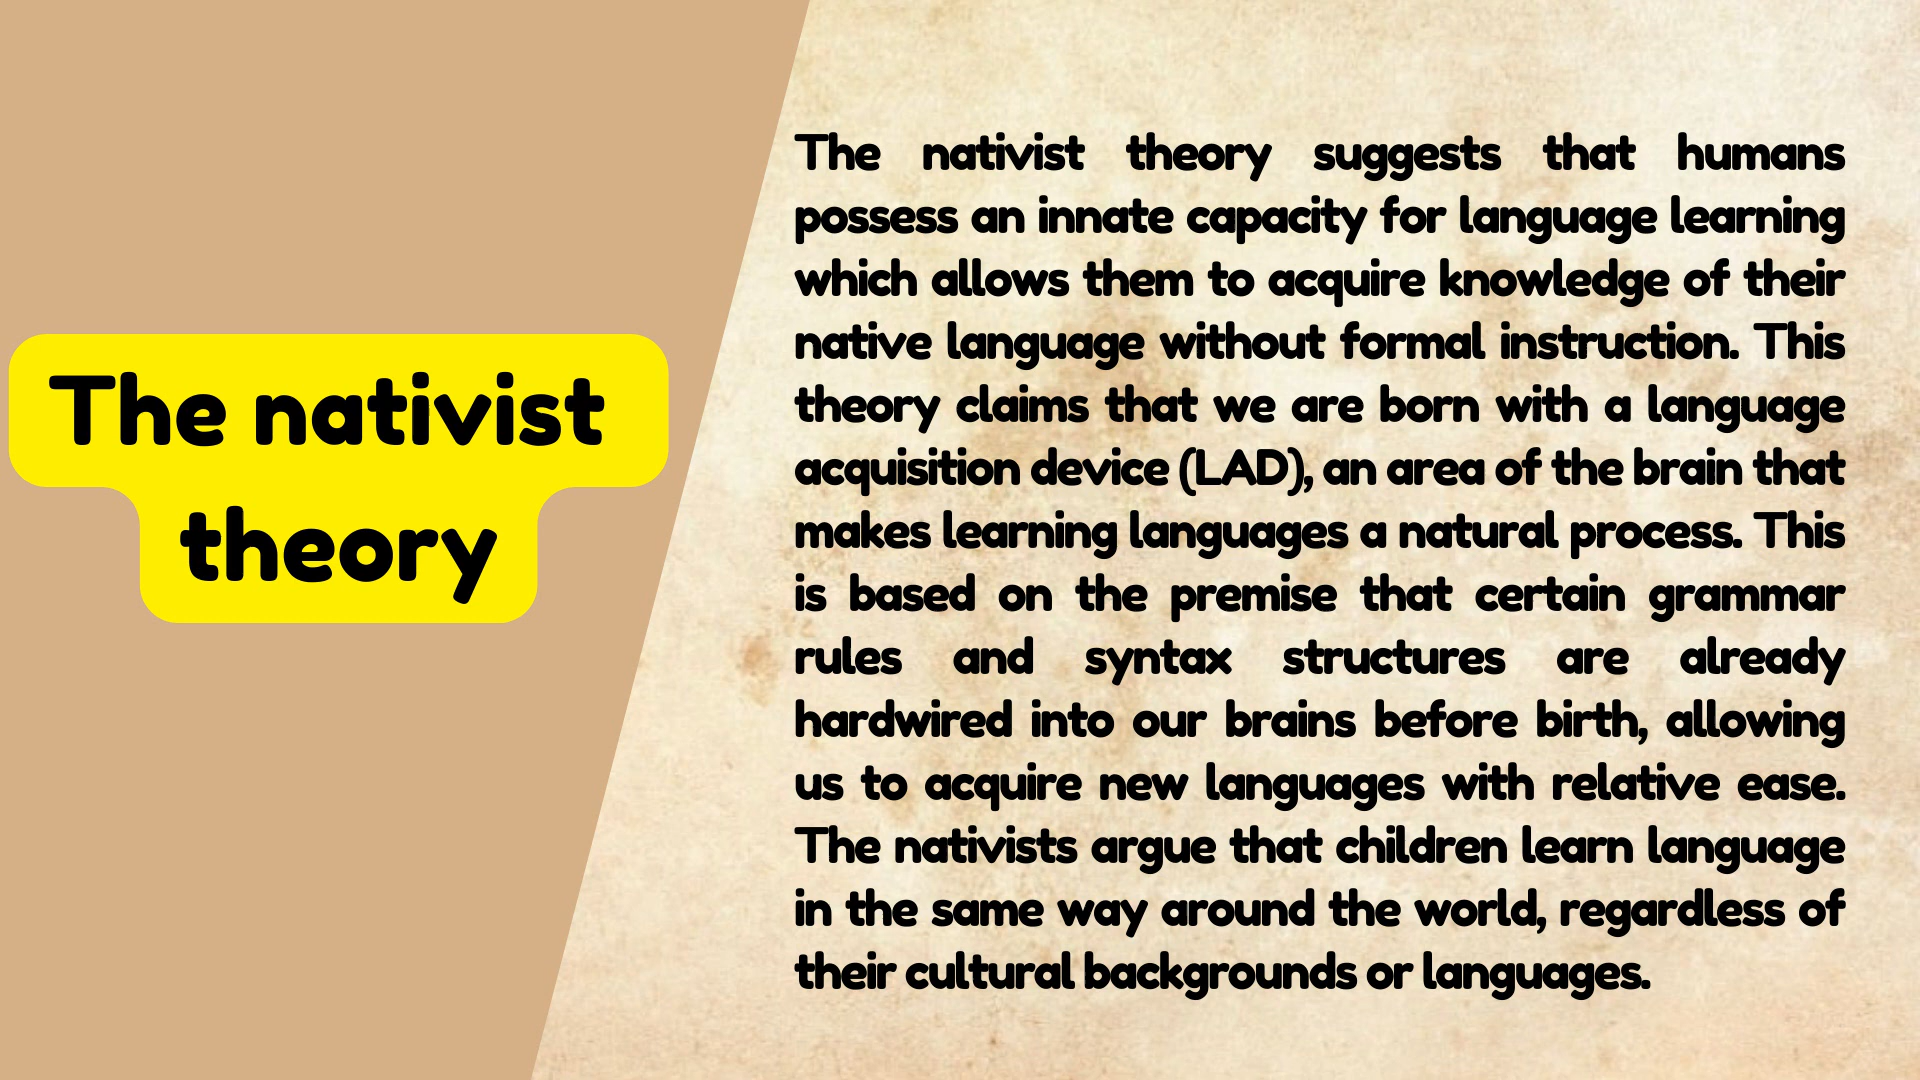 The nativist
theory
The nativist theory suggests that humans
possess an innate capacity for language learning
which allows them to acquire knowledge of their
native language without formal instruction. This
theory claims that we are born with a language
acquisition device (LAD), an area of the brain that
makes learning languages a natural process. This
is based on the premise that certain grammar
rules and syntax structures are already
hardwired into our brains before birth, allowing
us to acquire new languages with relative ease.
The nativists argue that children learn language
in the same way around the world, regardless of
their cultural backgrounds or languages.